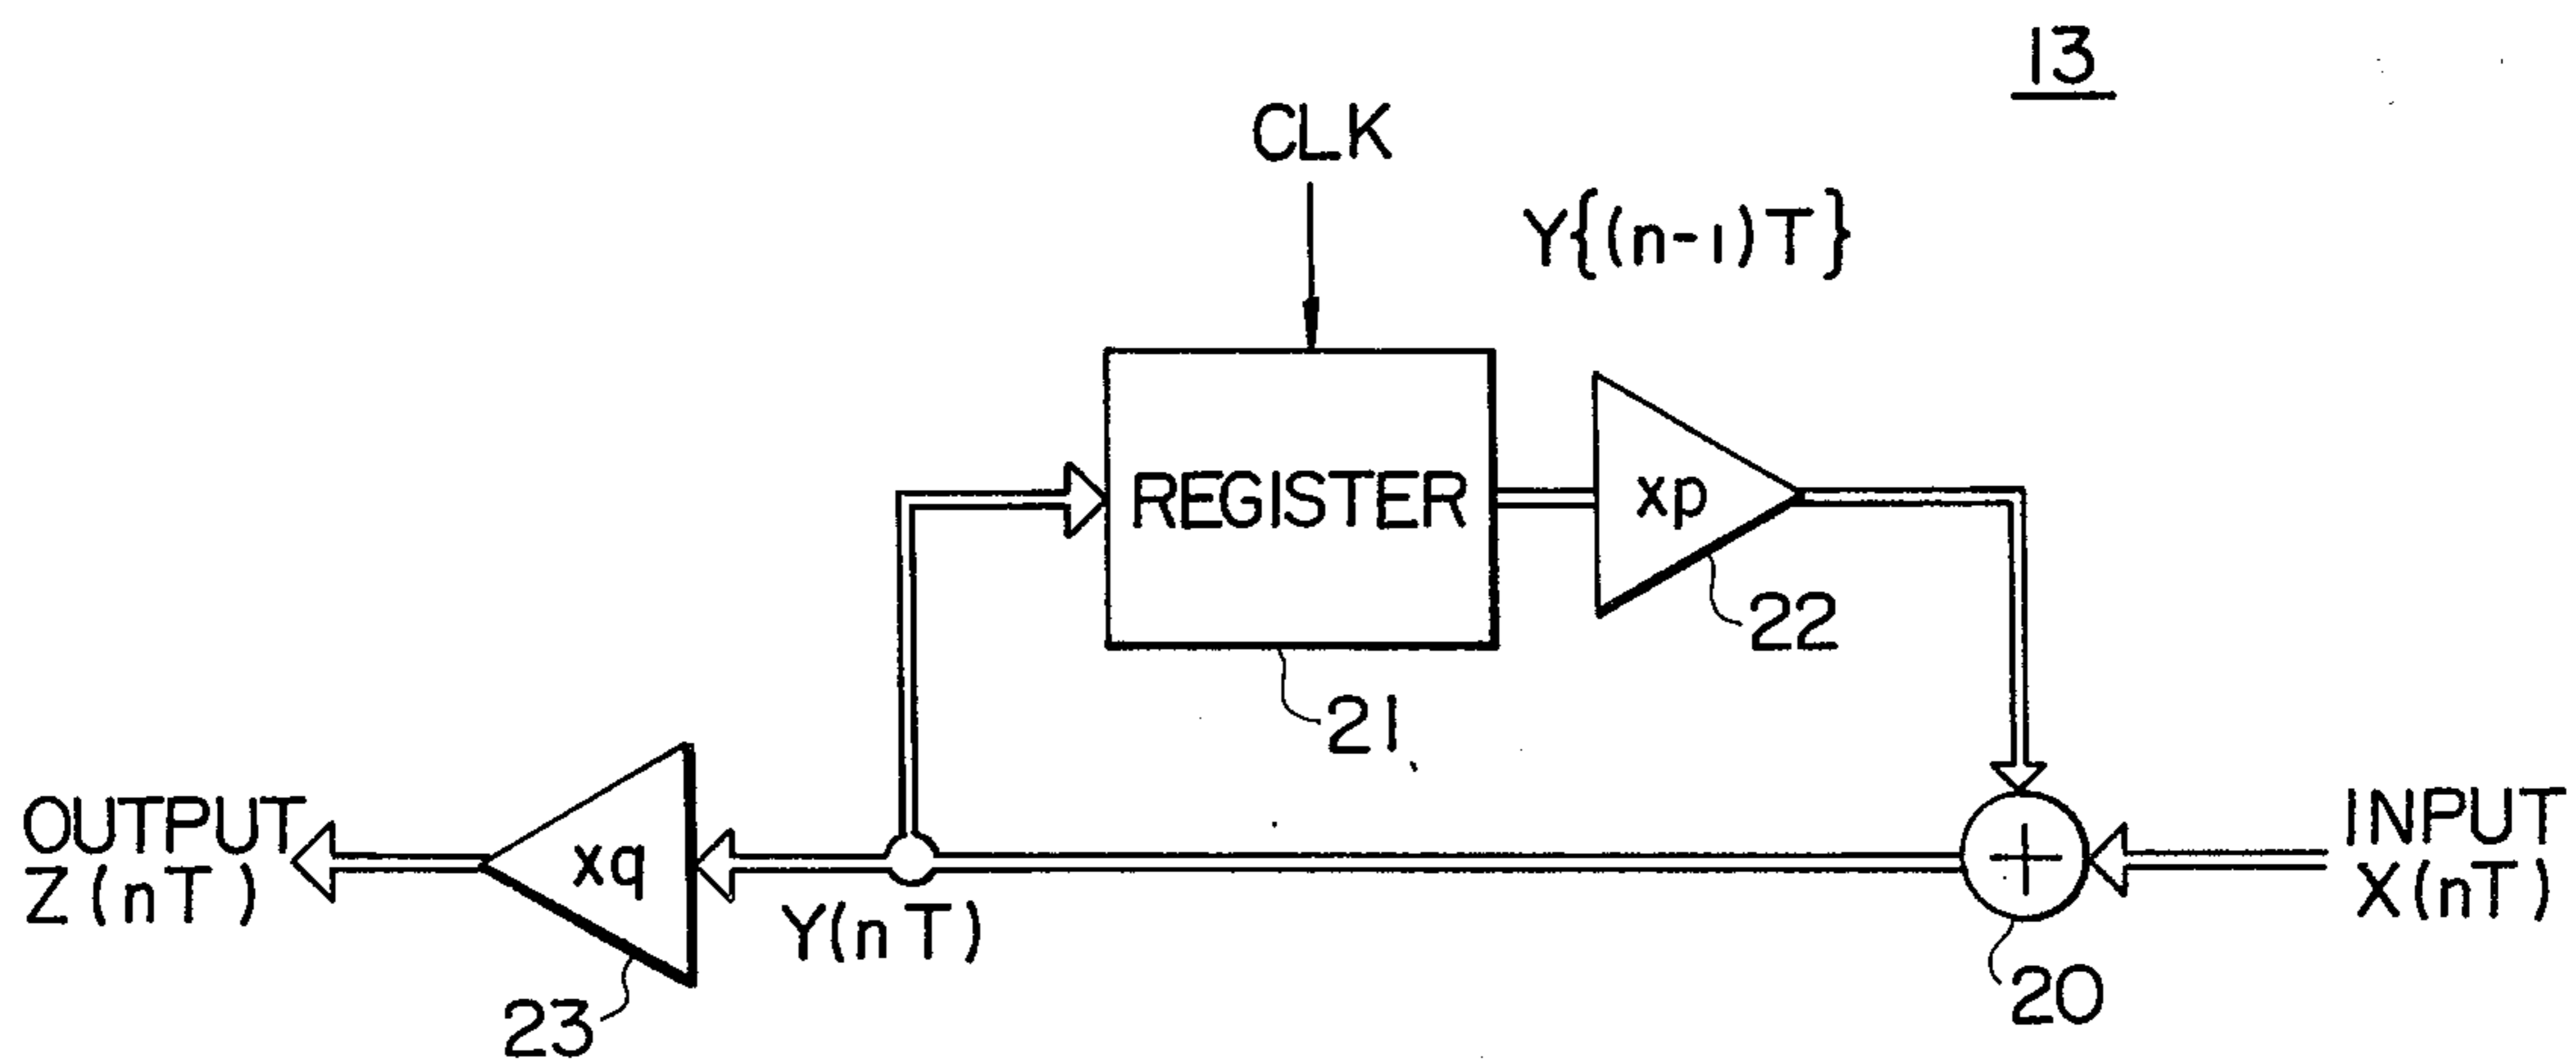 13
CLK
Y{(n-1)T}
REGISTER
xp
22
21
OUTPUT
Z(nT)
xq
Y(nT)
INPUT
X(nT)
20
23